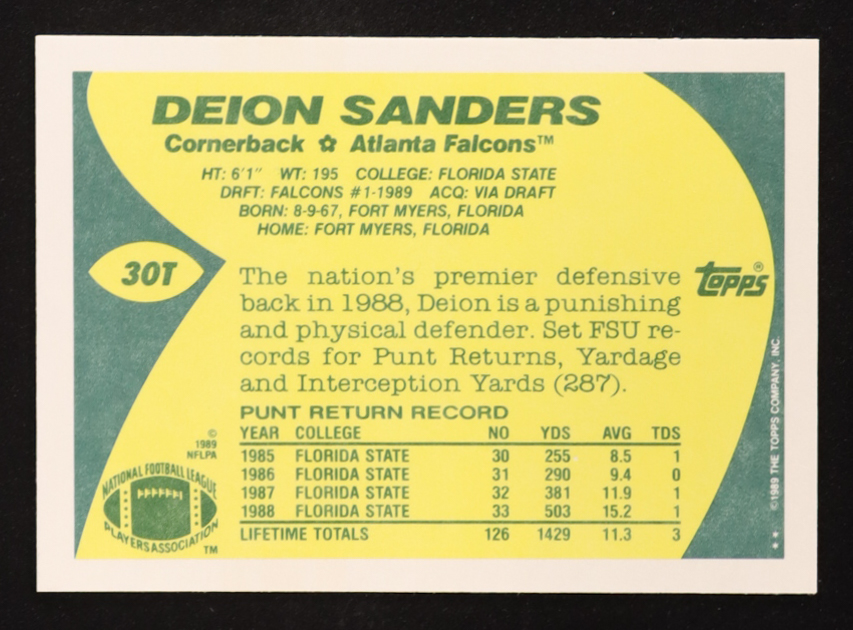 DEION SANDERS
Cornerback ✩ Atlanta Falcons™
HT: 6'1" WT: 195 COLLEGE: FLORIDA STATE
DRFT: FALCONS #1-1989 ACQ: VIA DRAFT
BORN: 8-9-67, FORT MYERS, FLORIDA
HOME: FORT MYERS, FLORIDA
30T
topps®
The nation's premier defensive
back in 1988, Deion is a punishing
and physical defender. Set FSU re-
cords for Punt Returns, Yardage
and Interception Yards (287).
PUNT RETURN RECORD
YEAR COLLEGE NO YDS AVG TDS
1985 FLORIDA STATE 30 255 8.5 1
1986 FLORIDA STATE 31 290 9.4 0
1987 FLORIDA STATE 32 381 11.9 1
1988 FLORIDA STATE 33 503 15.2 1
LIFETIME TOTALS 126 1429 11.3 3
©
1989
NFLPA
NATIONAL FOOTBALL LEAGUE
PLAYERS ASSOCIATION
TM
** ©1989 THE TOPPS COMPANY, INC.